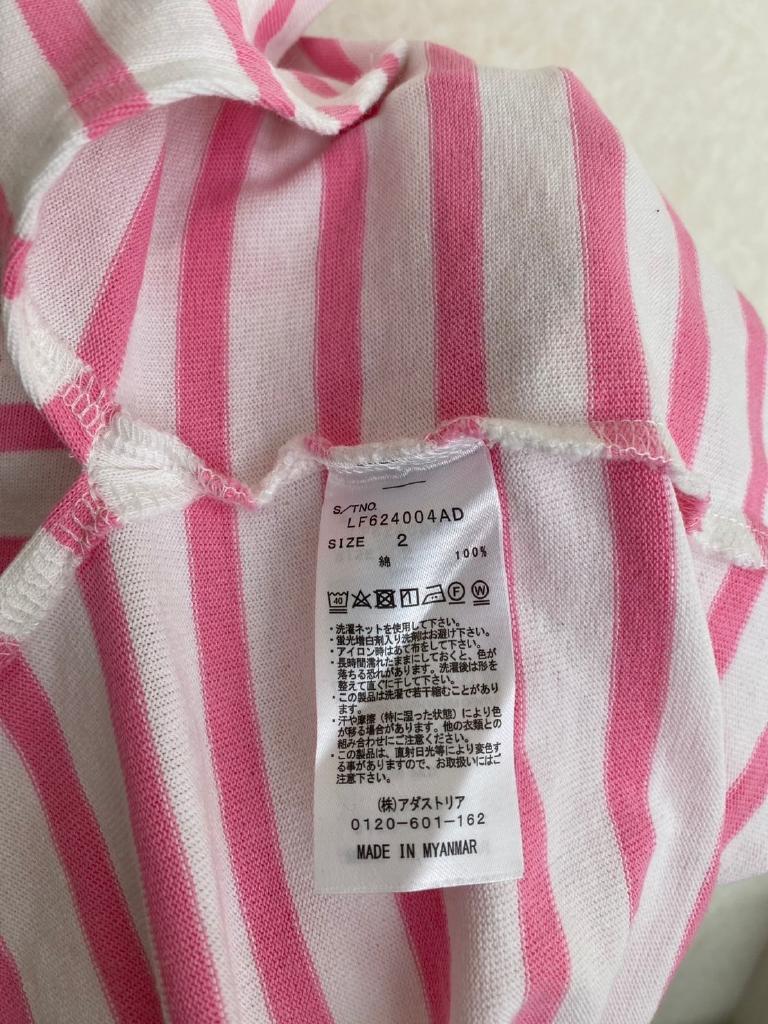 S/TNO.
LF624004AD
SIZE 2
綿 100%
40 1 F W
・洗濯ネットを使用して下さい。
・蛍光増白剤入り洗剤はお避け下さい。
・アイロン時はあて布をして下さい。
・長時間濡れたままにしておくと、色が
落ちる恐れがあります。洗濯後は形を
整えて直ぐに干して下さい。
・この製品は洗濯で若干縮むことがあり
ます。
・汗や摩擦（特に湿った状態）により色
が移る場合があります。他の衣類との
組み合わせにご注意ください。
・この製品は、直射日光等により変色す
る事がありますので、お取扱いにはご
注意下さい。
(株)アダストリア
0120-601-162
MADE IN MYANMAR